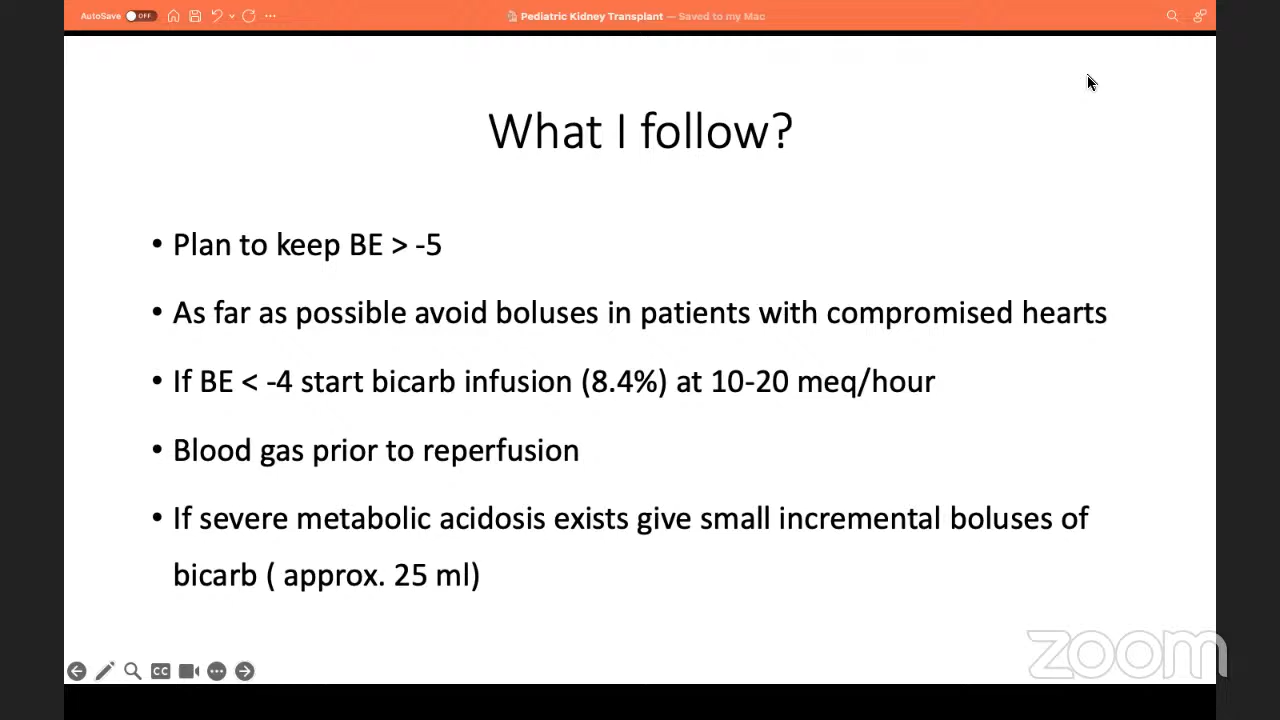 AutoSave OFF Pediatric Kidney Transplant — Saved to my Mac
What I follow?
• Plan to keep BE > -5
• As far as possible avoid boluses in patients with compromised hearts
• If BE < -4 start bicarb infusion (8.4%) at 10-20 meq/hour
• Blood gas prior to reperfusion
• If severe metabolic acidosis exists give small incremental boluses of
bicarb ( approx. 25 ml)
CC
zoom